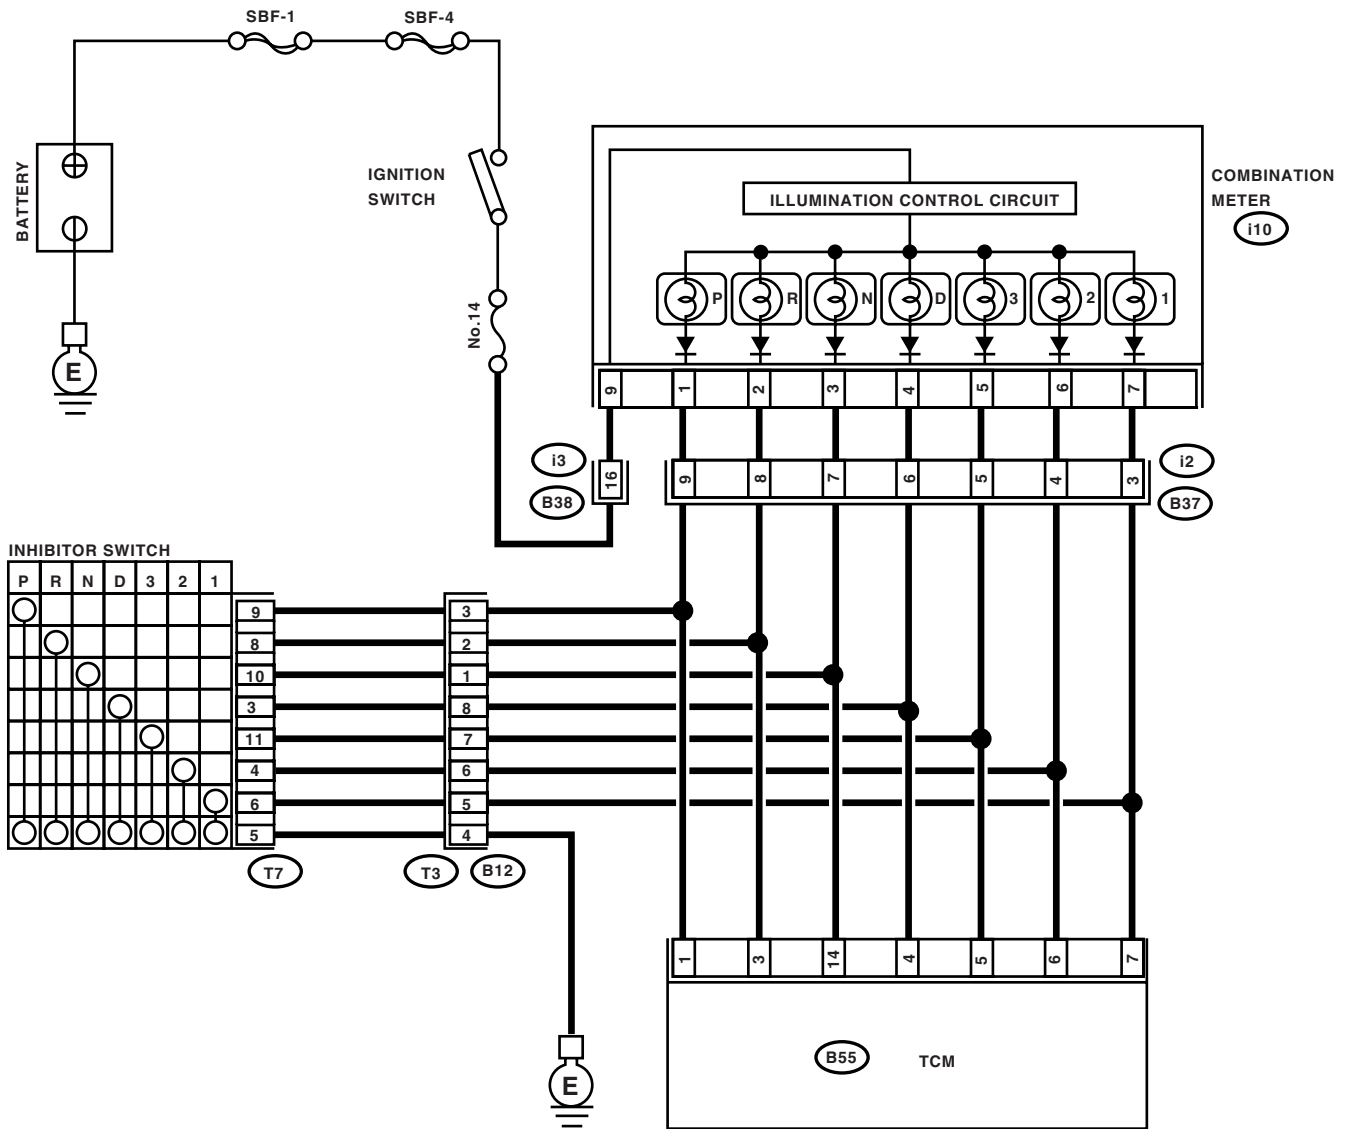 SBF-1
SBF-4
BATTERY
IGNITION
SWITCH
No.14
E
COMBINATION
METER
i10
ILLUMINATION CONTROL CIRCUIT
P R N D 3 2 1
9 1 2 3 4 5 6 7
i3
B38
16
9 8 7 6 5 4 3
i2
B37
INHIBITOR SWITCH
P R N D 3 2 1
9 3
8 2
10 1
3 8
11 7
4 6
6 5
5 4
T7
T3
B12
E
1 3 14 4 5 6 7
B55
TCM